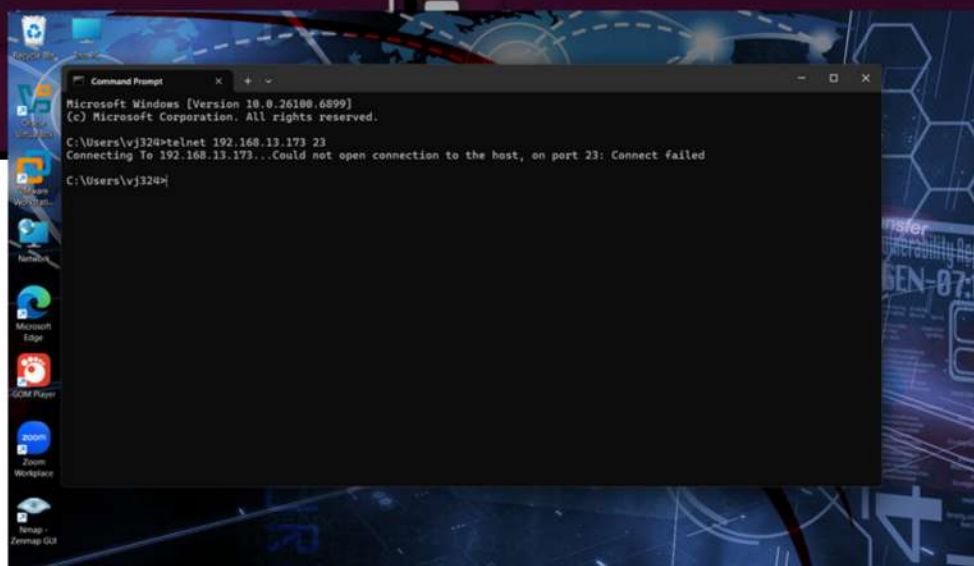 Recycle Bin
Command Prompt
Microsoft Windows [Version 10.0.26100.6899]
(c) Microsoft Corporation. All rights reserved.
C:\Users\vj324>telnet 192.168.13.173 23
Connecting To 192.168.13.173...Could not open connection to the host, on port 23: Connect failed
C:\Users\vj324>
Network
Microsoft
Edge
GOM Player
zoom
Zoom
Workplace
Nmap -
Zenmap GUI